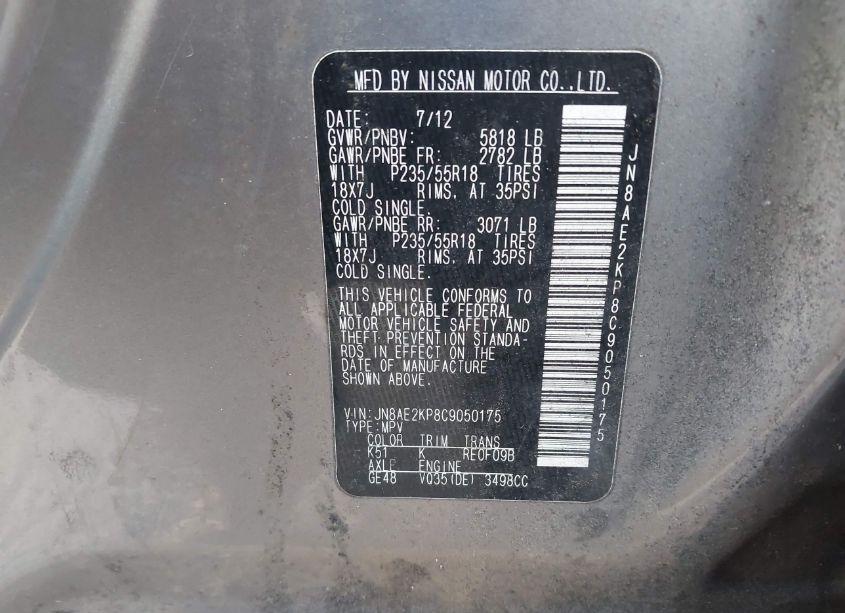 MFD BY NISSAN MOTOR CO.,LTD.
DATE: 7/12
GVWR/PNBV: 5818 LB
GAWR/PNBE FR: 2782 LB
WITH P235/55R18 TIRES
18X7J RIMS, AT 35PSI
COLD SINGLE.
GAWR/PNBE RR: 3071 LB
WITH P235/55R18 TIRES
18X7J RIMS, AT 35PSI
COLD SINGLE.
THIS VEHICLE CONFORMS TO
ALL APPLICABLE FEDERAL
MOTOR VEHICLE SAFETY AND
THEFT PREVENTION STANDA-
RDS IN EFFECT ON THE
DATE OF MANUFACTURE
SHOWN ABOVE.
VIN:JN8AE2KP8C9050175
TYPE:MPV
COLOR TRIM TRANS
K51 K RE0F09B
AXLE ENGINE
GE48 VQ35(DE) 3498CC
JN8AE2KP8C9050175